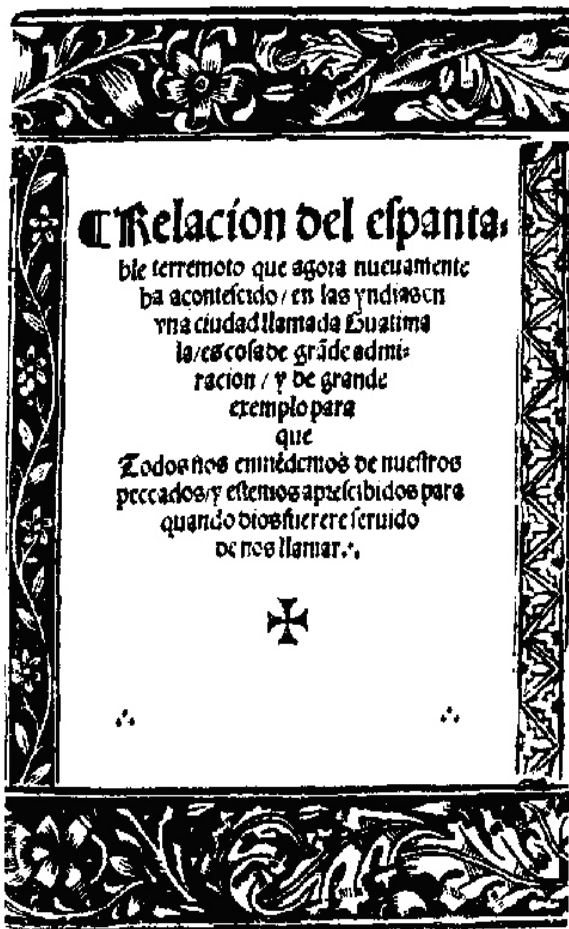 ¶Relacion del espanta-
ble terremoto que agora nueuamente
ha acontescido/en las yndias en
vna ciudad llamada Guatima
la/es cosa de grãde admi-
racion / y de grande
exemplo para
que
Todos nos enmẽdemos de nuestros
peccados/y estemos aprescibidos para
quando dios fuere seruido
de nos llamar.